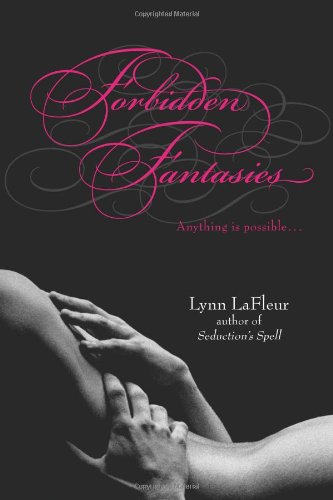 Copyrighted Material
Forbidden
Fantasies
Anything is possible...
Lynn LaFleur
author of
Seduction's Spell
Copyrighted Material